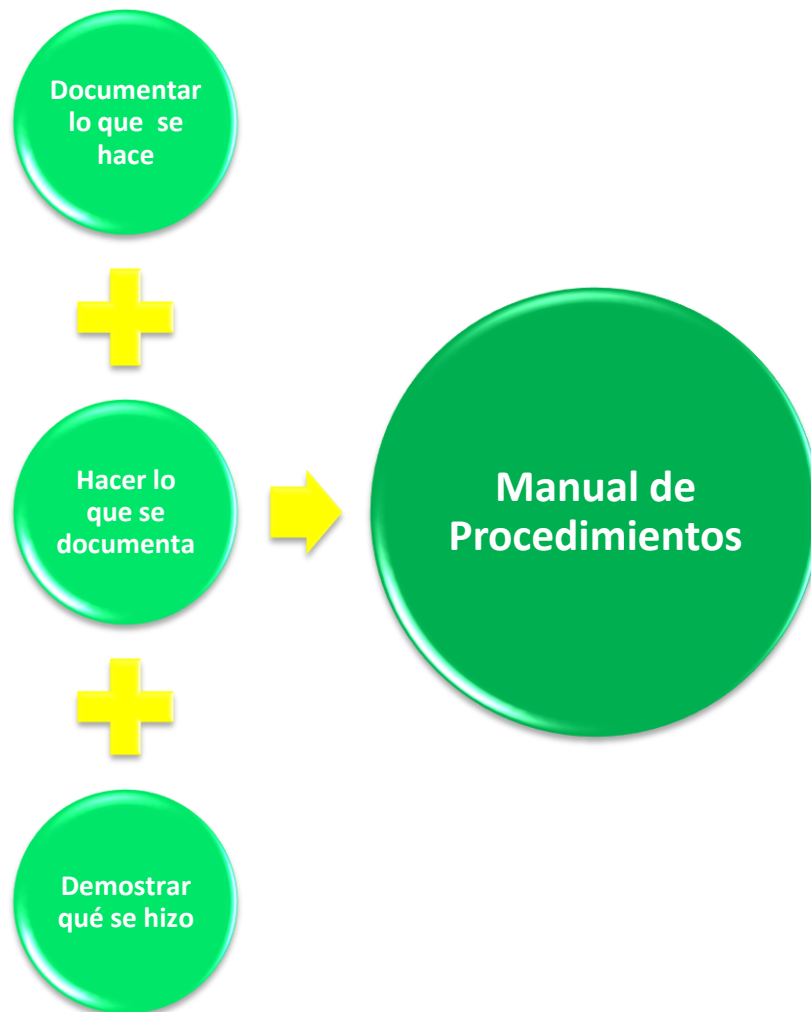 Documentar
lo que se
hace
Hacer lo
que se
documenta
Demostrar
qué se hizo
Manual de
Procedimientos